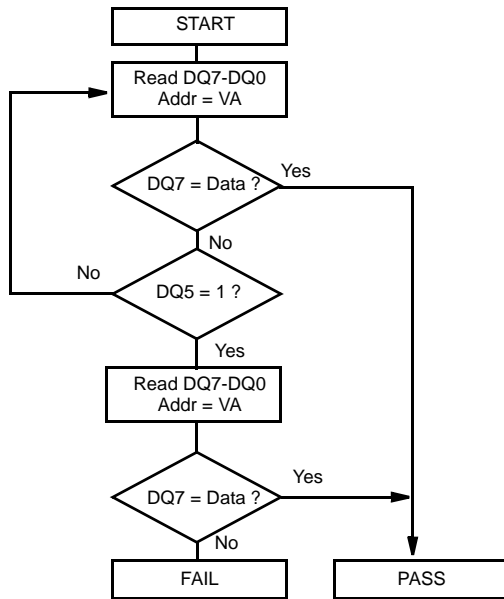 START
Read DQ7-DQ0
Addr = VA
Yes
DQ7 = Data ?
No
No
DQ5 = 1 ?
Yes
Read DQ7-DQ0
Addr = VA
Yes
DQ7 = Data ?
No
FAIL
PASS